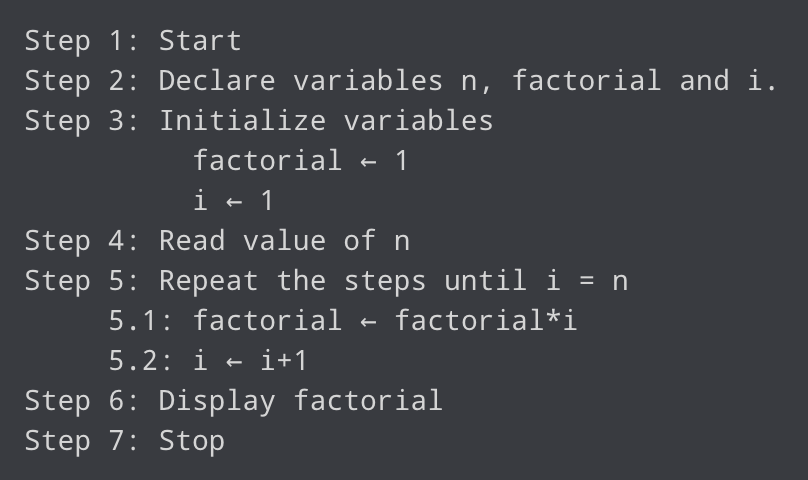 Step 1: Start
Step 2: Declare variables n, factorial and i.
Step 3: Initialize variables
          factorial ← 1
          i ← 1
Step 4: Read value of n
Step 5: Repeat the steps until i = n
     5.1: factorial ← factorial*i
     5.2: i ← i+1
Step 6: Display factorial
Step 7: Stop